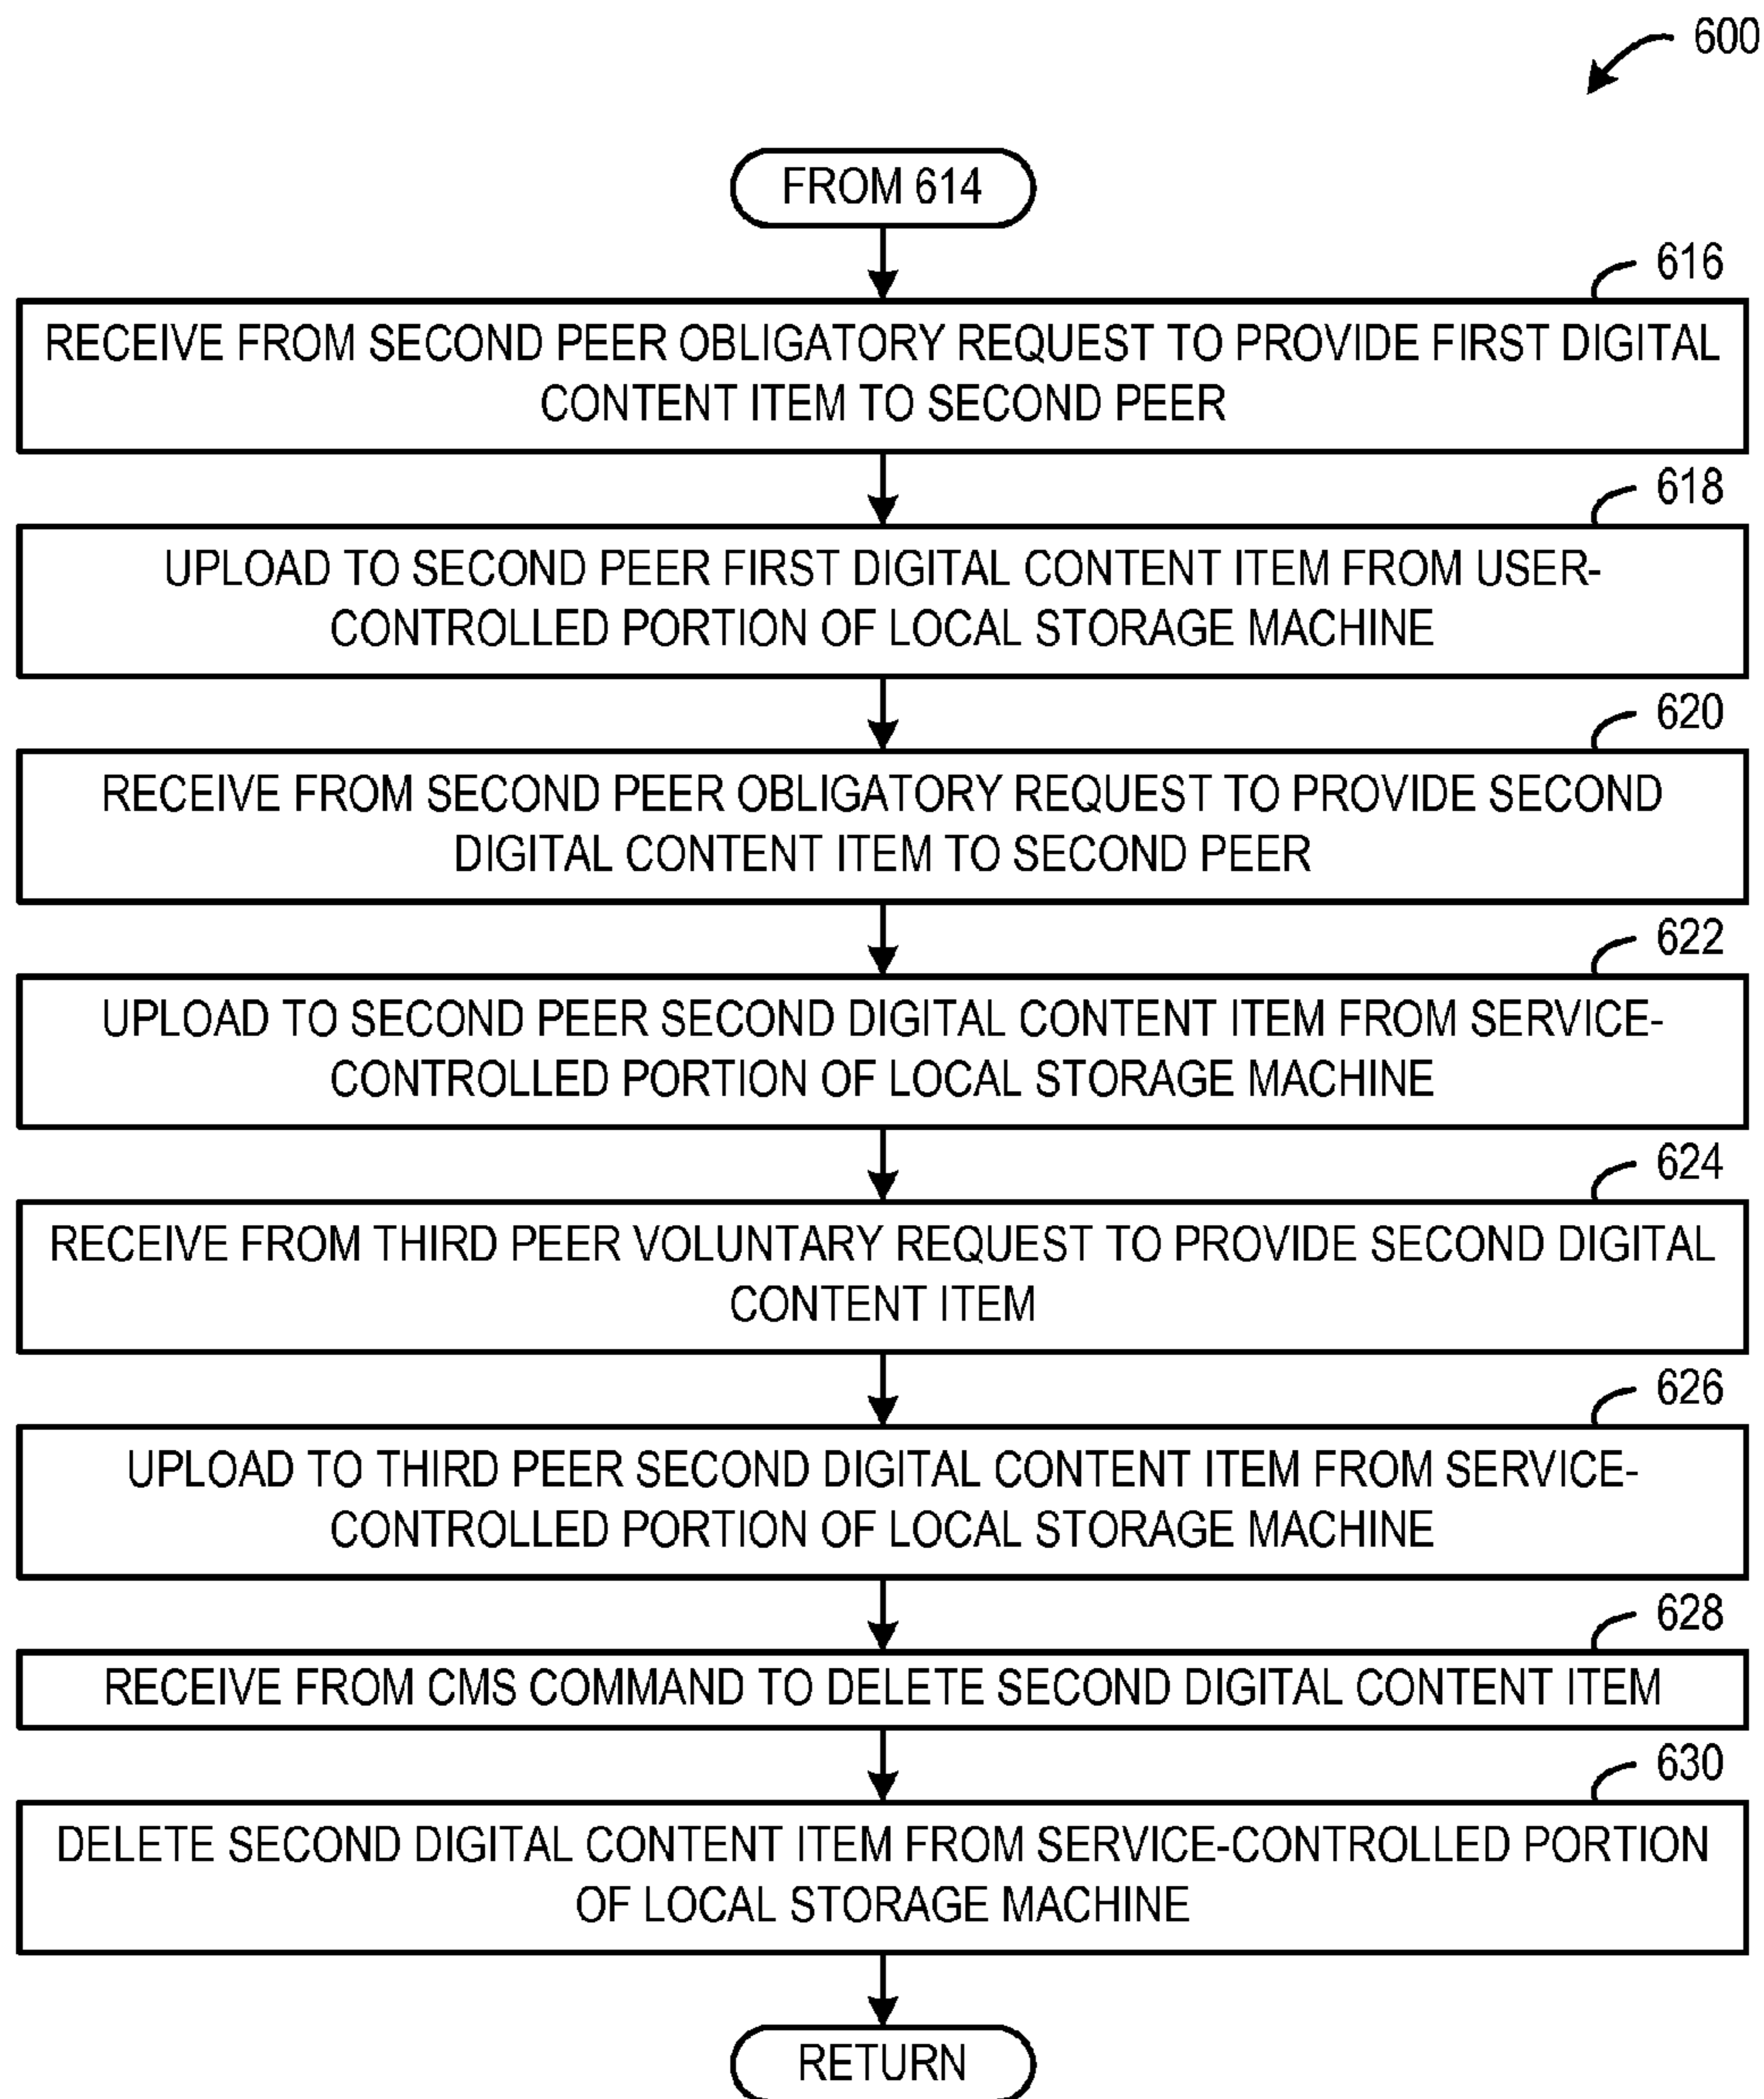 600
FROM 614
616
RECEIVE FROM SECOND PEER OBLIGATORY REQUEST TO PROVIDE FIRST DIGITAL
CONTENT ITEM TO SECOND PEER
618
UPLOAD TO SECOND PEER FIRST DIGITAL CONTENT ITEM FROM USER-
CONTROLLED PORTION OF LOCAL STORAGE MACHINE
620
RECEIVE FROM SECOND PEER OBLIGATORY REQUEST TO PROVIDE SECOND
DIGITAL CONTENT ITEM TO SECOND PEER
622
UPLOAD TO SECOND PEER SECOND DIGITAL CONTENT ITEM FROM SERVICE-
CONTROLLED PORTION OF LOCAL STORAGE MACHINE
624
RECEIVE FROM THIRD PEER VOLUNTARY REQUEST TO PROVIDE SECOND DIGITAL
CONTENT ITEM
626
UPLOAD TO THIRD PEER SECOND DIGITAL CONTENT ITEM FROM SERVICE-
CONTROLLED PORTION OF LOCAL STORAGE MACHINE
628
RECEIVE FROM CMS COMMAND TO DELETE SECOND DIGITAL CONTENT ITEM
630
DELETE SECOND DIGITAL CONTENT ITEM FROM SERVICE-CONTROLLED PORTION
OF LOCAL STORAGE MACHINE
RETURN